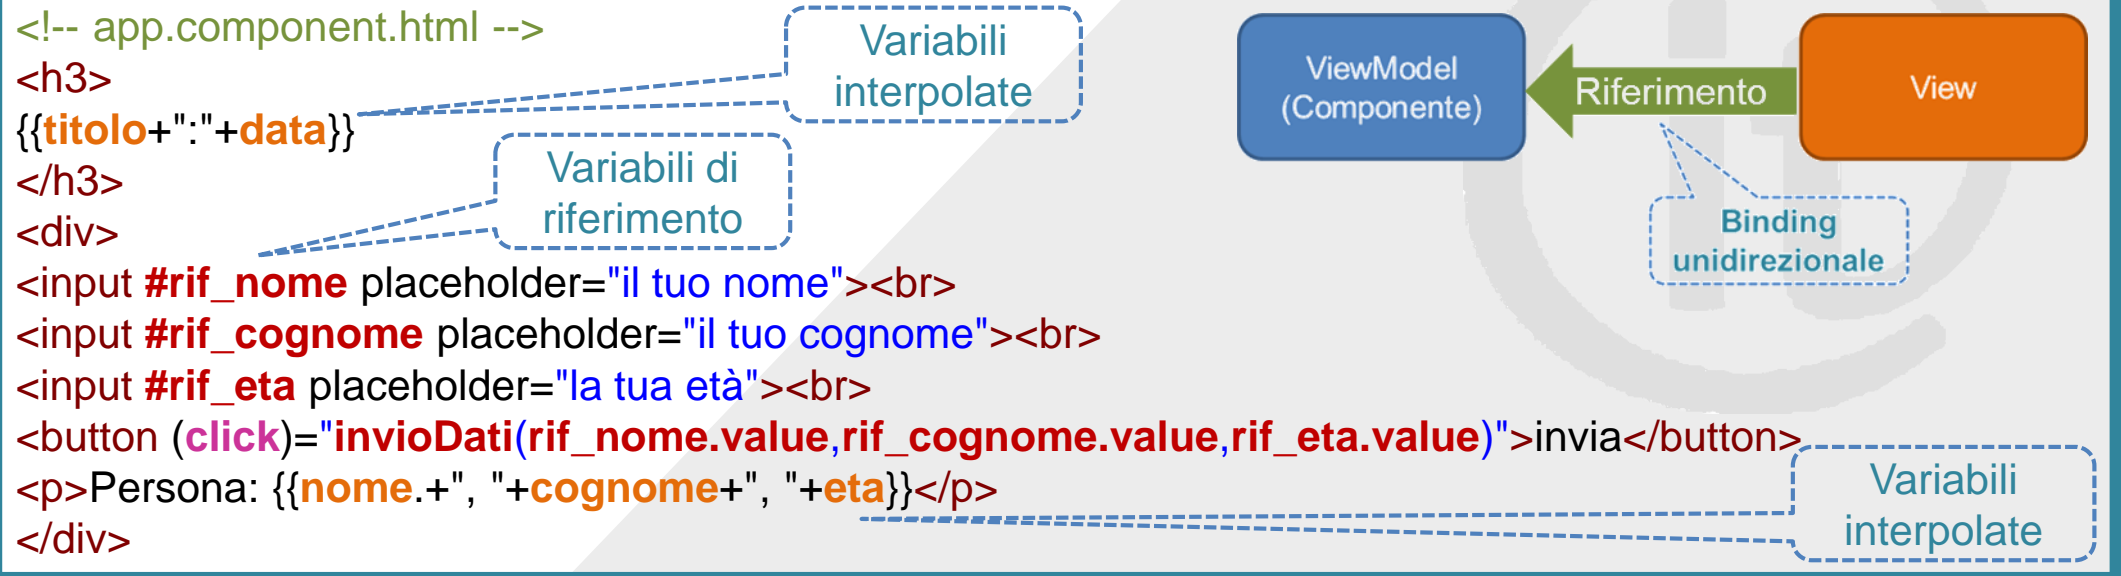 <!-- app.component.html -->
<h3>
{{titolo+":"+data}}
</h3>
<div>
<input #rif_nome placeholder="il tuo nome"><br>
<input #rif_cognome placeholder="il tuo cognome"><br>
<input #rif_eta placeholder="la tua età"><br>
<button (click)="invioDati(rif_nome.value,rif_cognome.value,rif_eta.value)">invia</button>
<p>Persona: {{nome.+", "+cognome+", "+eta}}</p>
</div>
Variabili
interpolate
Variabili di
riferimento
Variabili
interpolate
ViewModel
(Componente)
Riferimento
View
Binding
unidirezionale